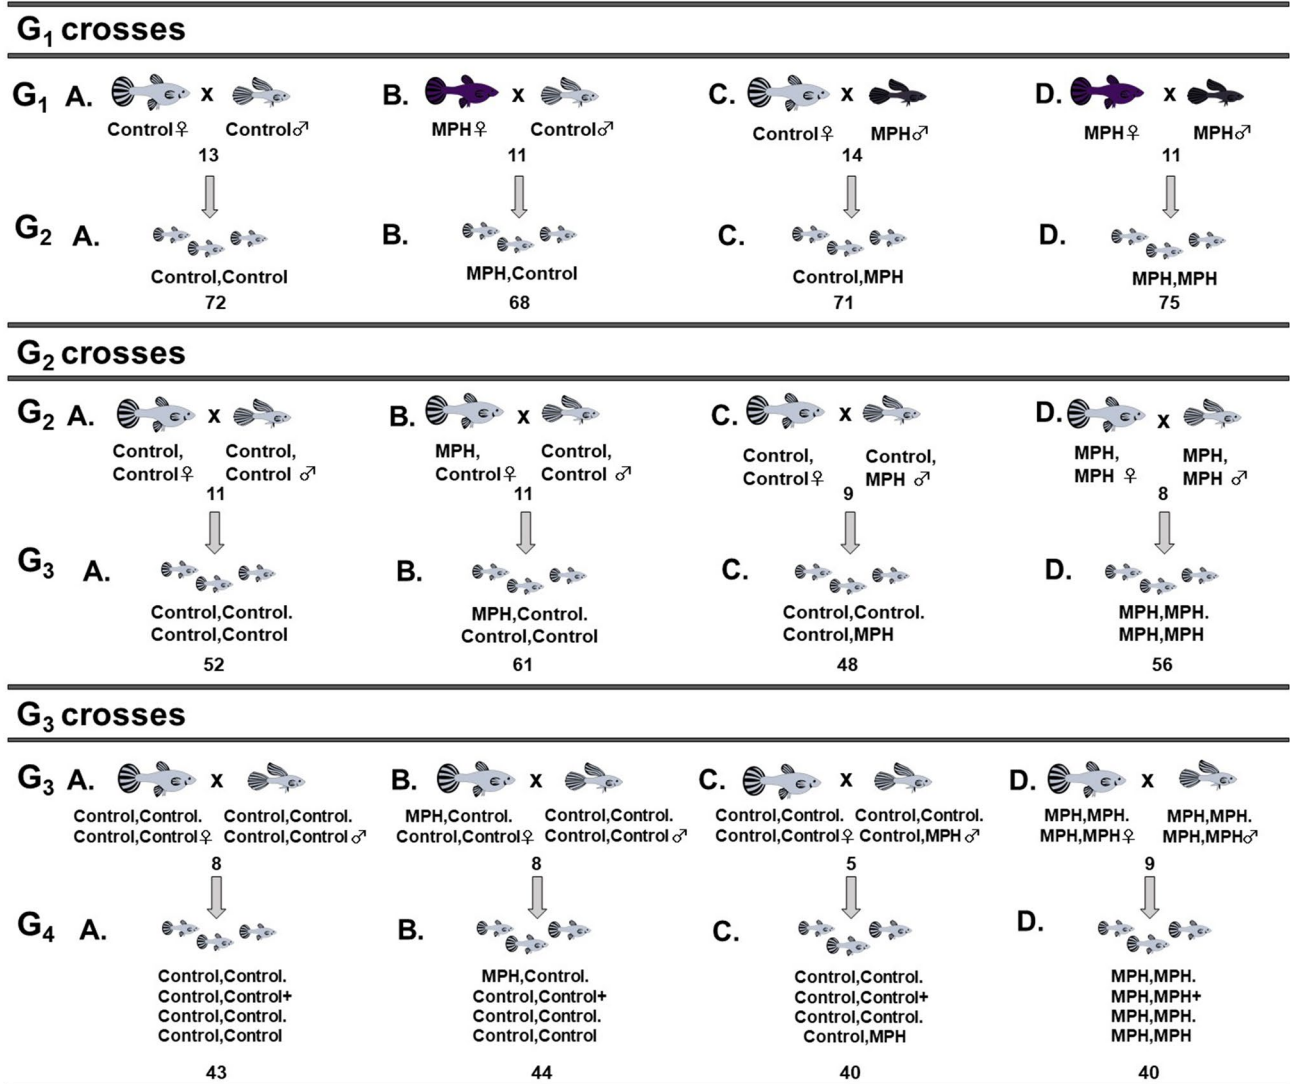 G1 crosses
G1 A. x B. x C. x D. x
Control♀ Control♂ MPH♀ Control♂ Control♀ MPH♂ MPH♀ MPH♂
13 11 14 11
G2 A. B. C. D.
Control,Control MPH,Control Control,MPH MPH,MPH
72 68 71 75
G2 crosses
G2 A. x B. x C. x D. x
Control, Control, MPH, Control, Control, Control, MPH, MPH,
Control♀ Control ♂ Control♀ Control ♂ Control♀ MPH ♂ MPH ♀ MPH ♂
11 11 9 8
G3 A. B. C. D.
Control,Control. MPH,Control. Control,Control. MPH,MPH.
Control,Control Control,Control Control,MPH MPH,MPH
52 61 48 56
G3 crosses
G3 A. x B. x C. x D. x
Control,Control. Control,Control. MPH,Control. Control,Control. Control,Control. Control,Control. MPH,MPH. MPH,MPH.
Control,Control♀ Control,Control♂ Control,Control♀ Control,Control♂ Control,Control♀ Control,MPH♂ MPH,MPH♀ MPH,MPH♂
8 8 5 9
G4 A. B. C. D.
Control,Control. MPH,Control. Control,Control. MPH,MPH.
Control,Control+ Control,Control+ Control,Control+ MPH,MPH+
Control,Control. Control,Control. Control,Control. MPH,MPH.
Control,Control Control,Control Control,MPH MPH,MPH
43 44 40 40